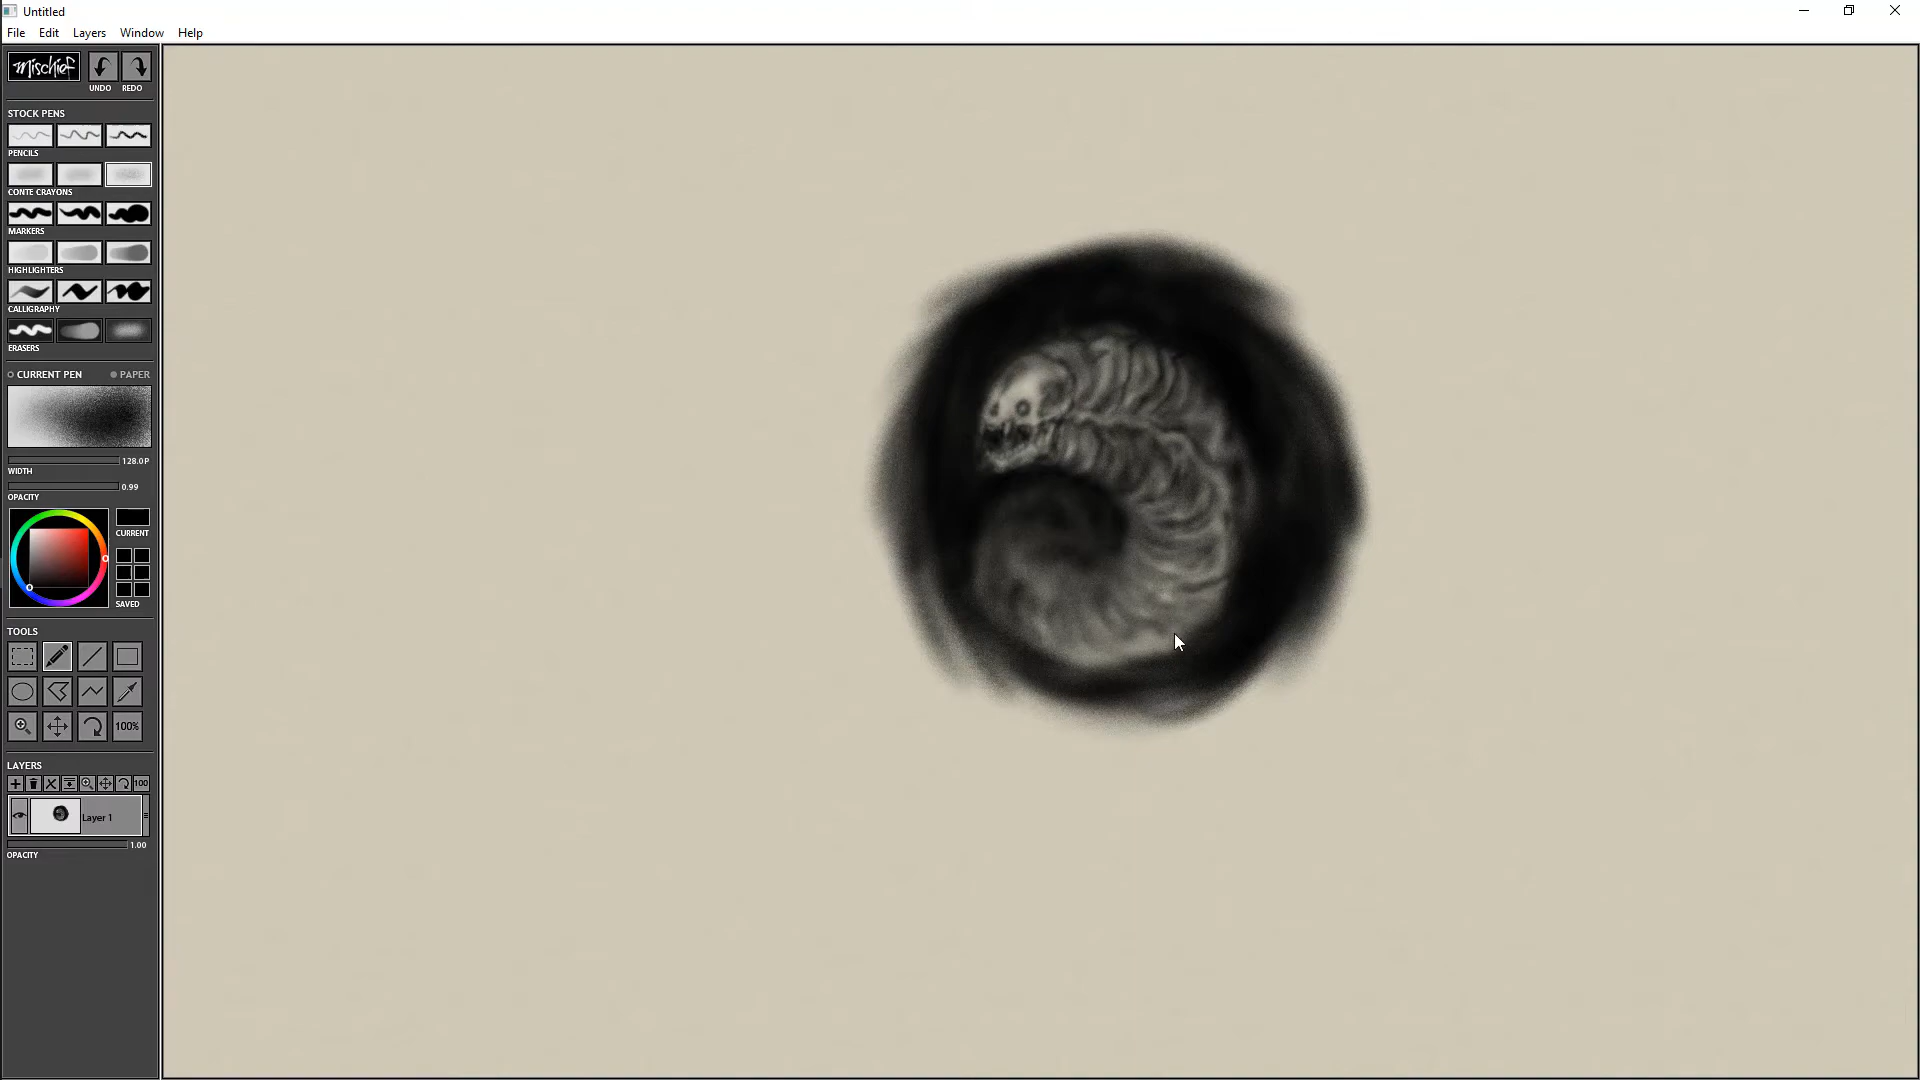 Untitled
File Edit Layers Window Help
Mischief
UNDO REDO
STOCK PENS
PENCILS
CONTE CRAYONS
MARKERS
HIGHLIGHTERS
CALLIGRAPHY
ERASERS
CURRENT PEN PAPER
128.0P
WIDTH
0.99
OPACITY
CURRENT
SAVED
TOOLS
100%
LAYERS
100
Layer 1
1.00
OPACITY